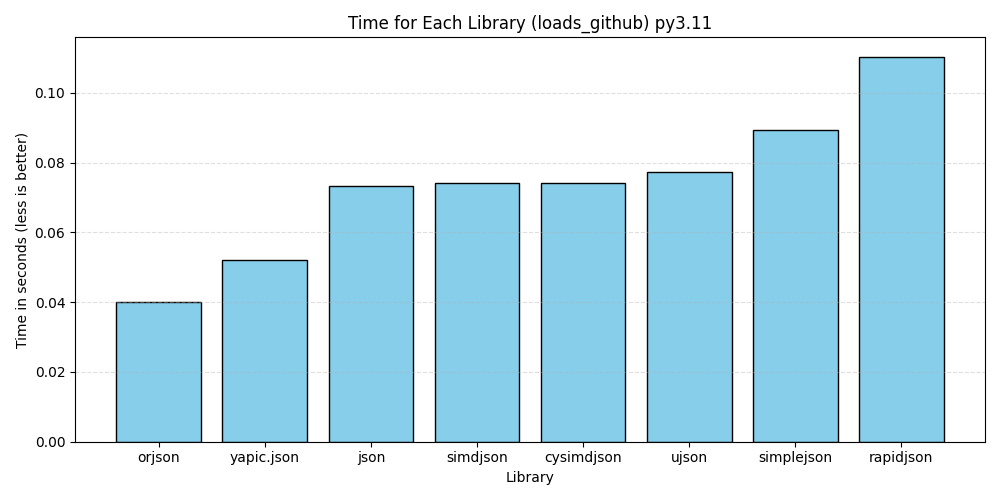 Time for Each Library (loads_github) py3.11
Time in seconds (less is better)
0.10
0.08
0.06
0.04
0.02
0.00
orjson yapic.json json simdjson cysimdjson ujson simplejson rapidjson
Library